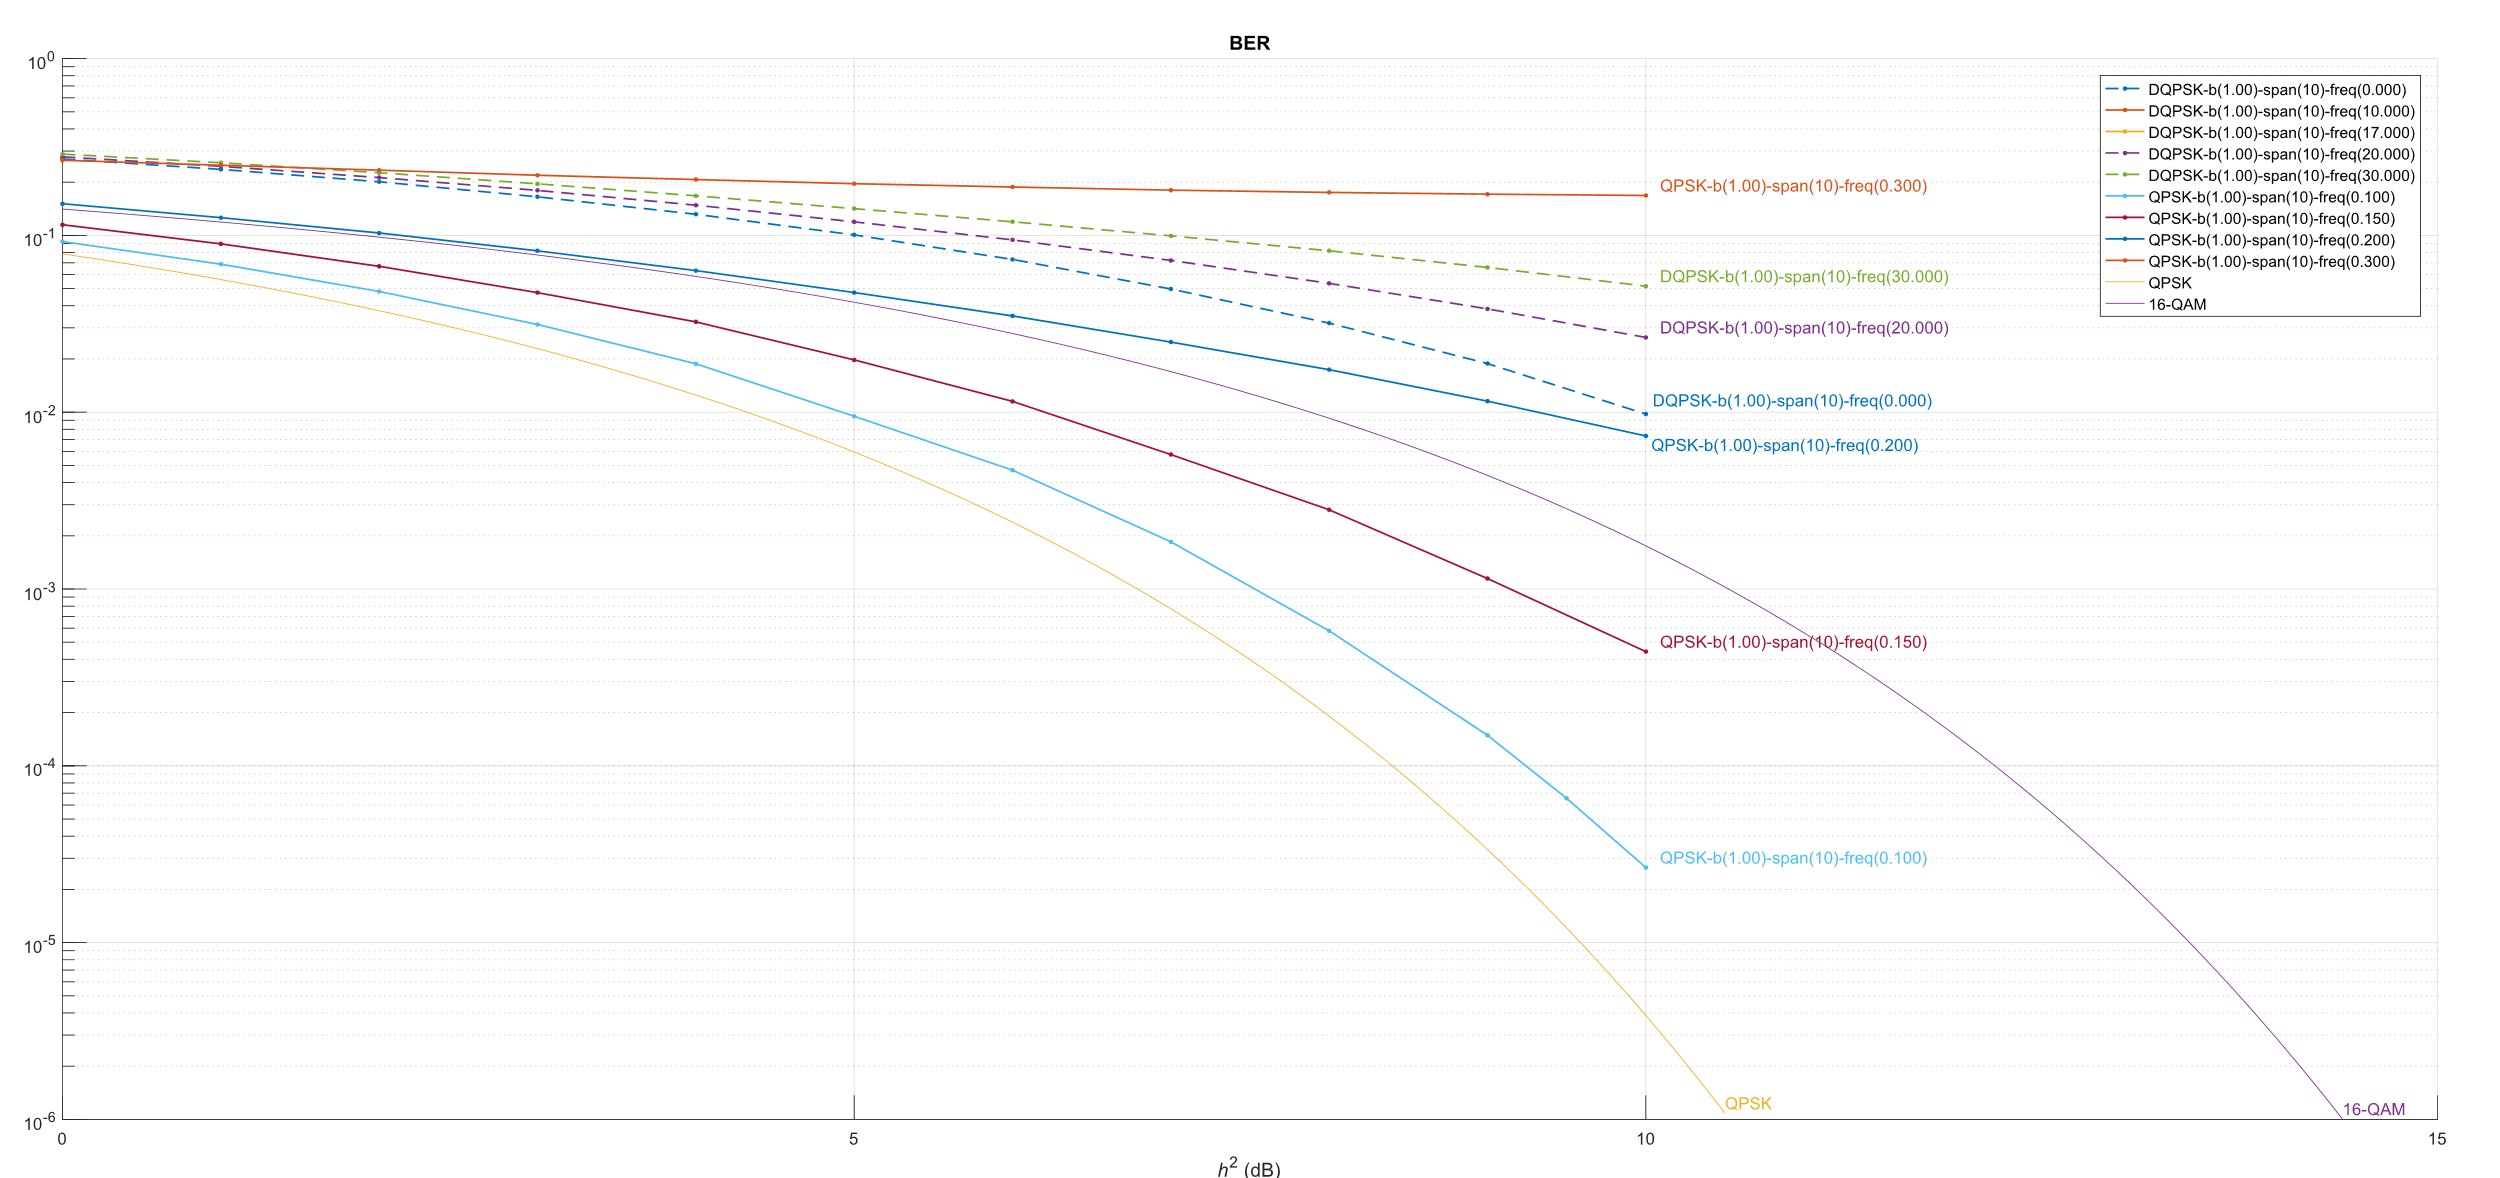 BER
10^0
10^-1
10^-2
10^-3
10^-4
10^-5
10^-6
DQPSK-b(1.00)-span(10)-freq(0.000)
DQPSK-b(1.00)-span(10)-freq(10.000)
DQPSK-b(1.00)-span(10)-freq(17.000)
DQPSK-b(1.00)-span(10)-freq(20.000)
DQPSK-b(1.00)-span(10)-freq(30.000)
QPSK-b(1.00)-span(10)-freq(0.100)
QPSK-b(1.00)-span(10)-freq(0.150)
QPSK-b(1.00)-span(10)-freq(0.200)
QPSK-b(1.00)-span(10)-freq(0.300)
QPSK
16-QAM
QPSK-b(1.00)-span(10)-freq(0.300)
DQPSK-b(1.00)-span(10)-freq(30.000)
DQPSK-b(1.00)-span(10)-freq(20.000)
DQPSK-b(1.00)-span(10)-freq(0.000)
QPSK-b(1.00)-span(10)-freq(0.200)
QPSK-b(1.00)-span(10)-freq(0.150)
QPSK-b(1.00)-span(10)-freq(0.100)
QPSK
16-QAM
0 5 10 15
h^2 (dB)